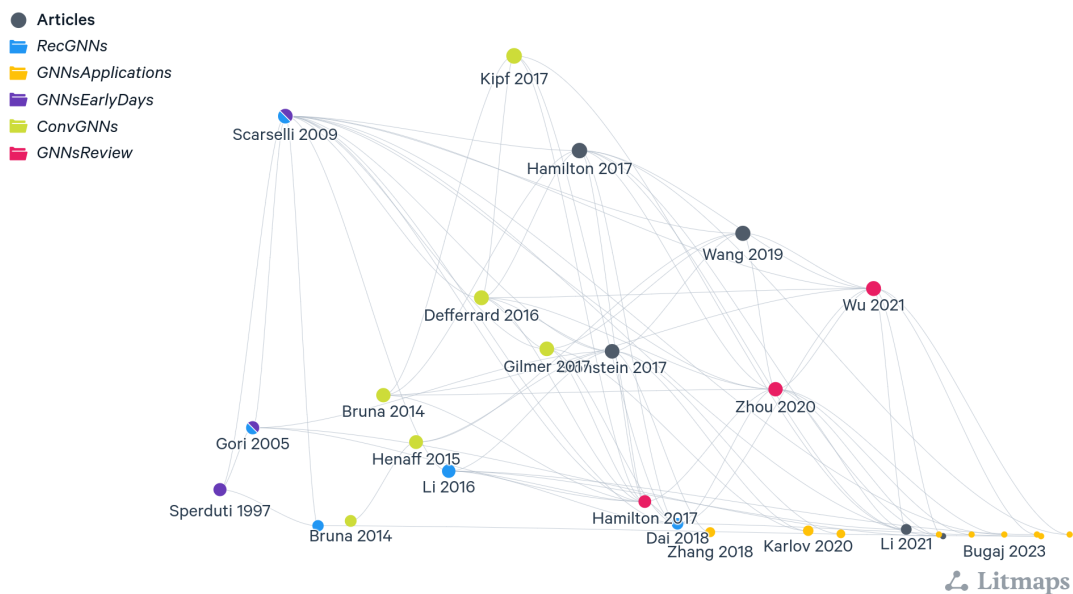 Articles
RecGNNs
GNNsApplications
GNNsEarlyDays
ConvGNNs
GNNsReview
Kipf 2017
Scarselli 2009
Hamilton 2017
Wang 2019
Wu 2021
Defferrard 2016
Gilmer 2017
2017
Zhou 2020
Bruna 2014
Gori 2005
Henaff 2015
Li 2016
Sperduti 1997
Hamilton 2017
Bruna 2014
Dai 2018
Zhang 2018
Karlov 2020
Li 2021
Bugaj 2023
Litmaps